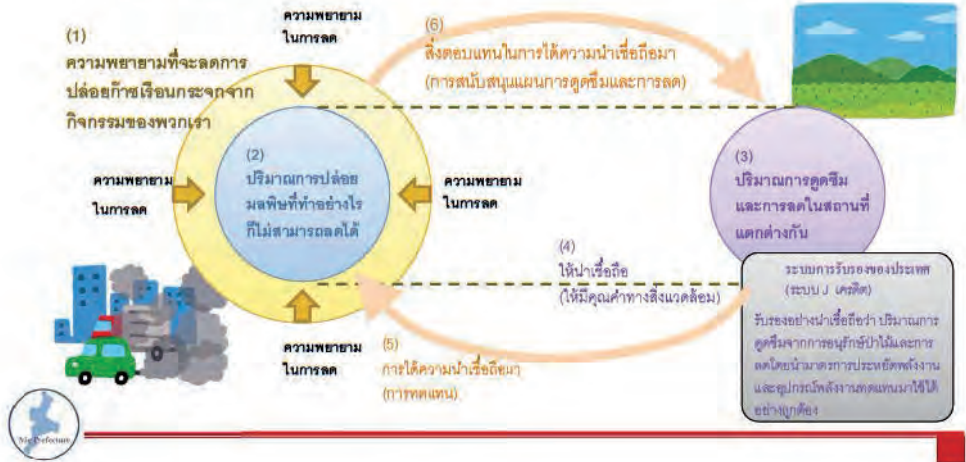 ความพยายาม
ในการลด
(1)
ความพยายามที่จะลดการ
ปล่อยก๊าซเรือนกระจกจาก
กิจกรรมของพวกเรา
(6)
สิ่งตอบแทนในการได้ความนำเชื่อถือมา
(การสนับสนุนแผนการดูดซึมและการลด)
(2)
ปริมาณการปล่อย
มลพิษที่ทำอย่างไร
ก็ไม่สามารถลดได้
ความพยายาม
ในการลด
ความพยายาม
ในการลด
(3)
ปริมาณการดูดซึม
และการลดในสถานที่
แตกต่างกัน
(4)
ให้น่าเชื่อถือ
(ให้มีคุณค่าทางสิ่งแวดล้อม)
ระบบการรับรองของประเทศ
(ระบบ J เครดิต)
รับรองอย่างน่าเชื่อถือว่า ปริมาณการ
ดูดซึมจากการอนุรักษ์ป่าไม้และการ
ลดโดยนำมาตรการประหยัดพลังงาน
และอุปกรณ์พลังงานทดแทนมาใช้ได้
อย่างถูกต้อง
ความพยายาม
ในการลด
(5)
การได้ความนำเชื่อถือมา
(การทดแทน)
Mie Prefecture